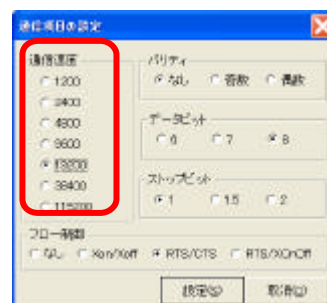 通信項目の設定
通信速度
1200
2400
4800
9600
19200
38400
115200
パリティ
なし 奇数 偶数
データビット
6 7 8
ストップビット
1 1.5 2
フロー制御
なし Xon/Xoff RTS/CTS RTS/XOnOff
設定(S) 取消(C)